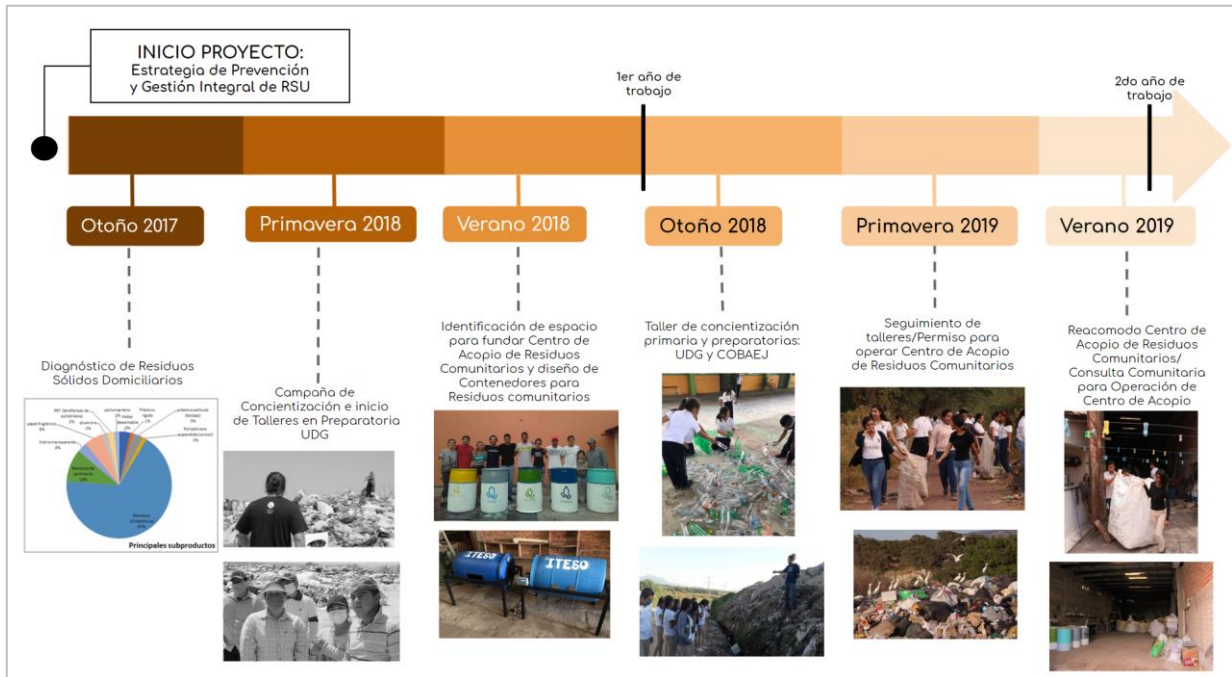 INICIO PROYECTO:
Estrategia de Prevención
y Gestión Integral de RSU
1er año de
trabajo
2do año de
trabajo
Otoño 2017
Primavera 2018
Verano 2018
Otoño 2018
Primavera 2019
Verano 2019
Diagnóstico de Residuos
Sólidos Domiciliarios
Principales subproductos
Campaña de
Concientización e inicio
de Talleres en Preparatoria
UDG
Identificación de espacio
para fundar Centro de
Acopio de Residuos
Comunitarios y diseño de
Contenedores para
Residuos comunitarios
ITESO
ITESO
Taller de concientización
primaria y preparatorias:
UDG y COBAEJ
Seguimiento de
talleres/Permiso para
operar Centro de Acopio
de Residuos Comunitarios
Reacomodo Centro de
Acopio de Residuos
Comunitarios/
Consulta Comunitaria
para Operación de
Centro de Acopio